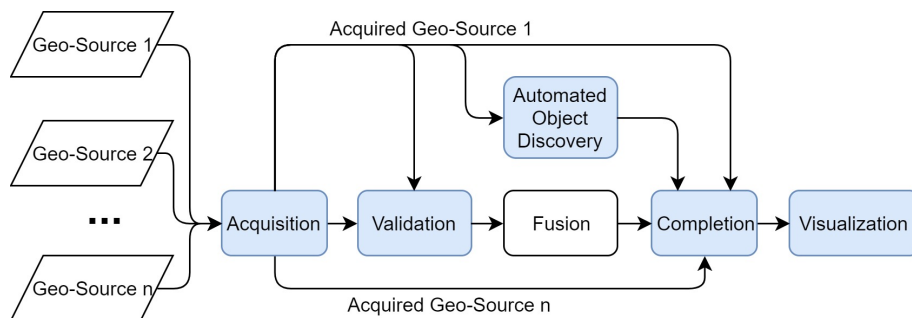 Acquired Geo-Source 1
Geo-Source 1
Automated
Object
Discovery
Geo-Source 2
...
Acquisition
Validation
Fusion
Completion
Visualization
Geo-Source n
Acquired Geo-Source n